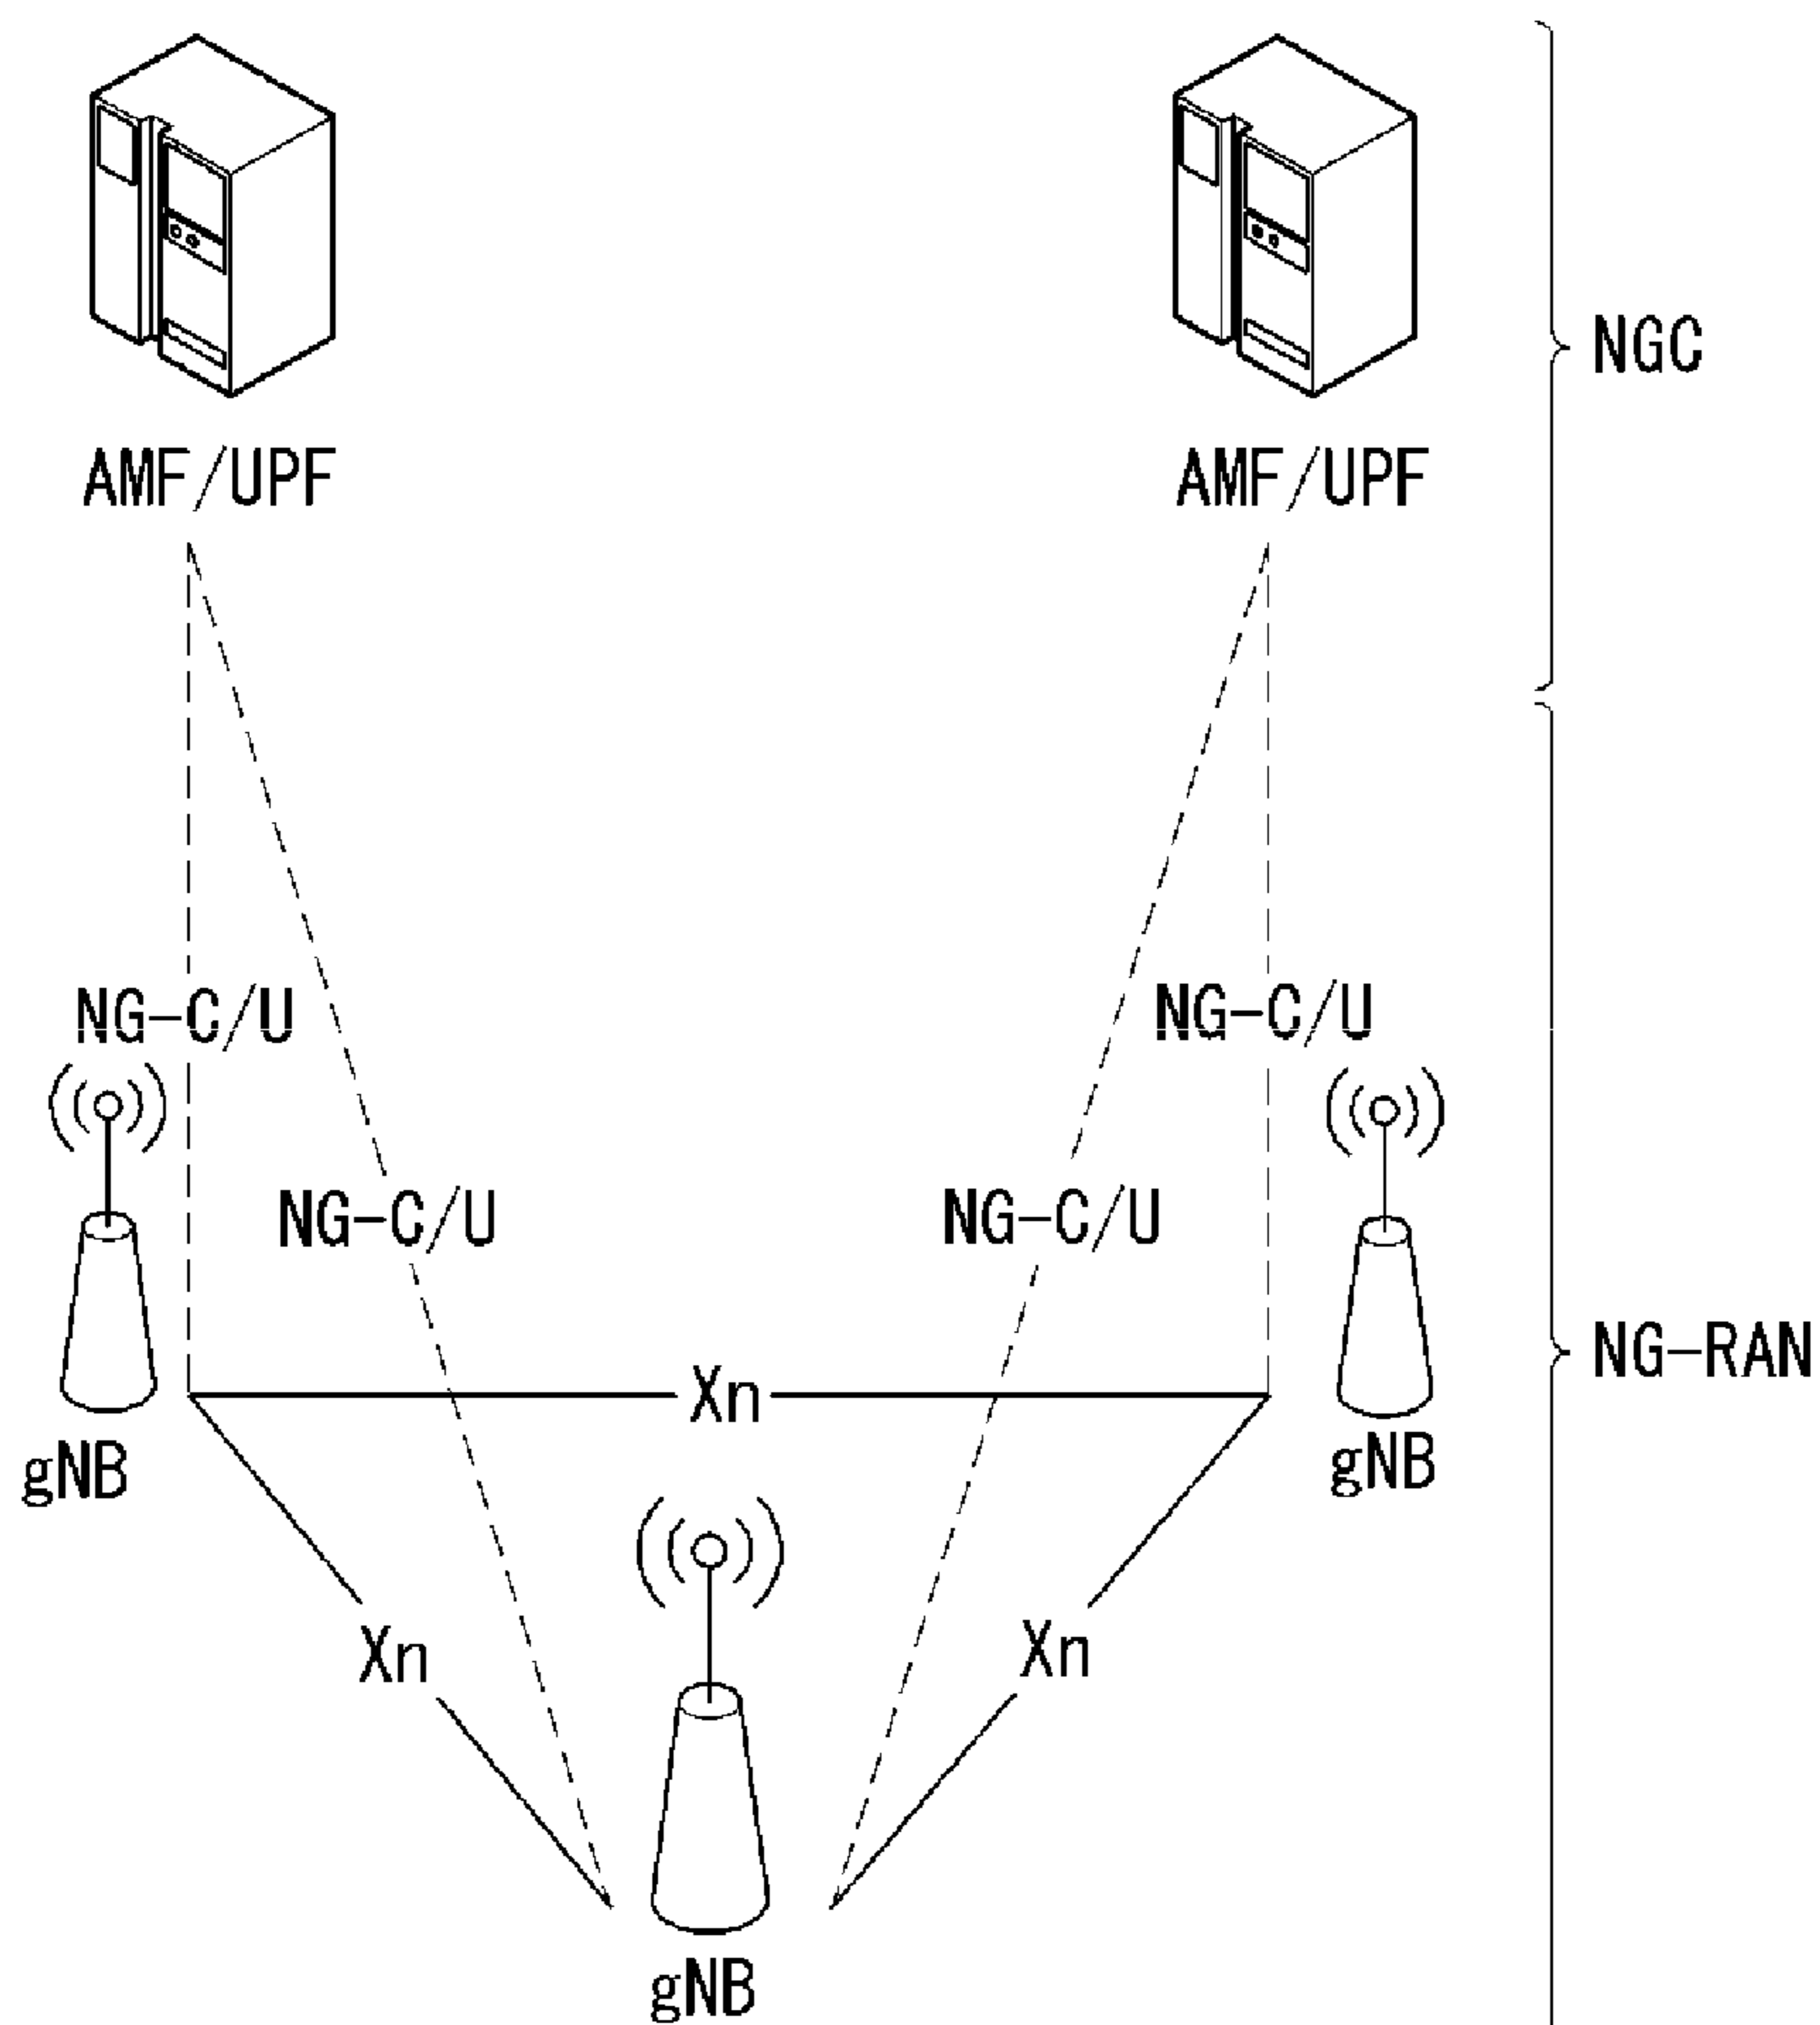 NGC
AMF/UPF
AMF/UPF
NG-C/U
NG-C/U
NG-C/U
NG-C/U
NG-RAN
Xn
gNB
gNB
Xn
Xn
gNB